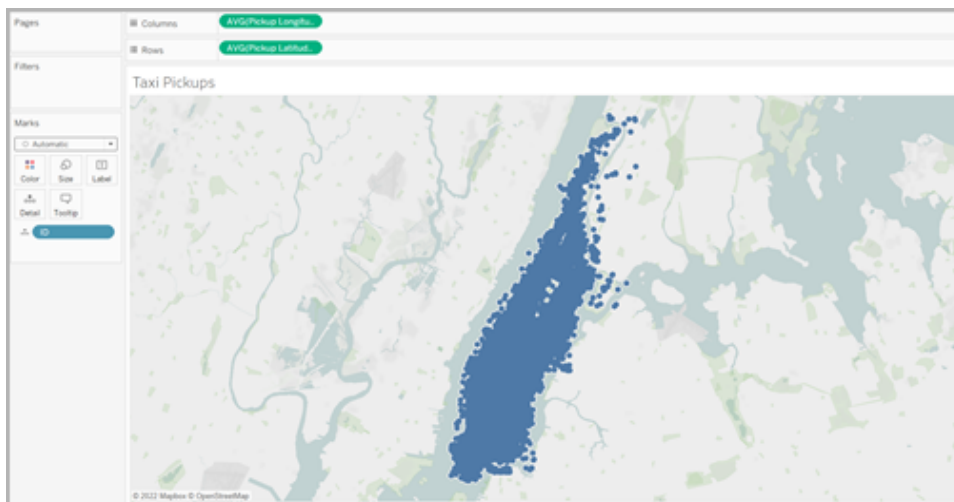 Pages
Columns
AVG(Pickup Longitu..
Rows
AVG(Pickup Latitud..
Filters
Taxi Pickups
Marks
Automatic
Color
Size
Label
Detail
Tooltip
ID
© 2022 Mapbox © OpenStreetMap